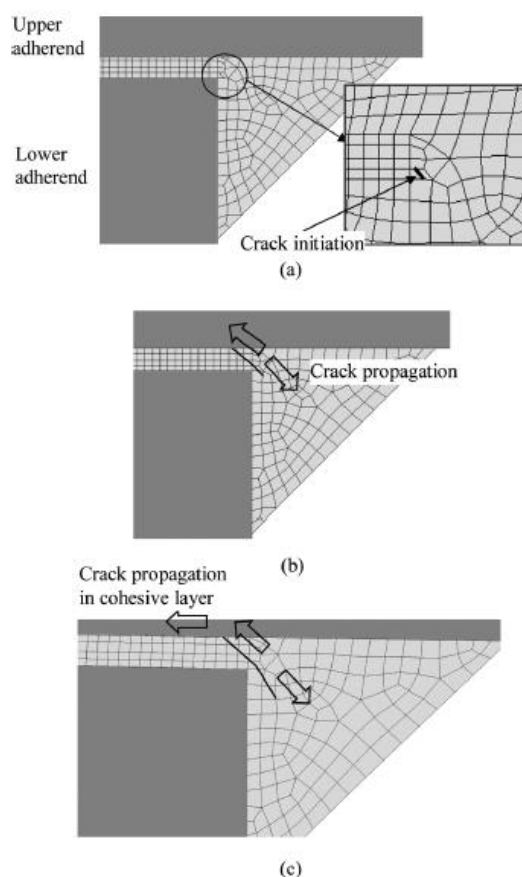 Upper
adherend
Lower
adherend
Crack initiation
(a)
Crack propagation
(b)
Crack propagation
in cohesive layer
(c)